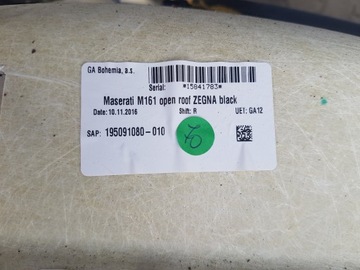 GA Bohemia, a.s.
Serial: *15841783*
Maserati M161 open roof ZEGNA black
Date: 10.11.2016 Shift: R UET: GA12
SAP: 195091080-010